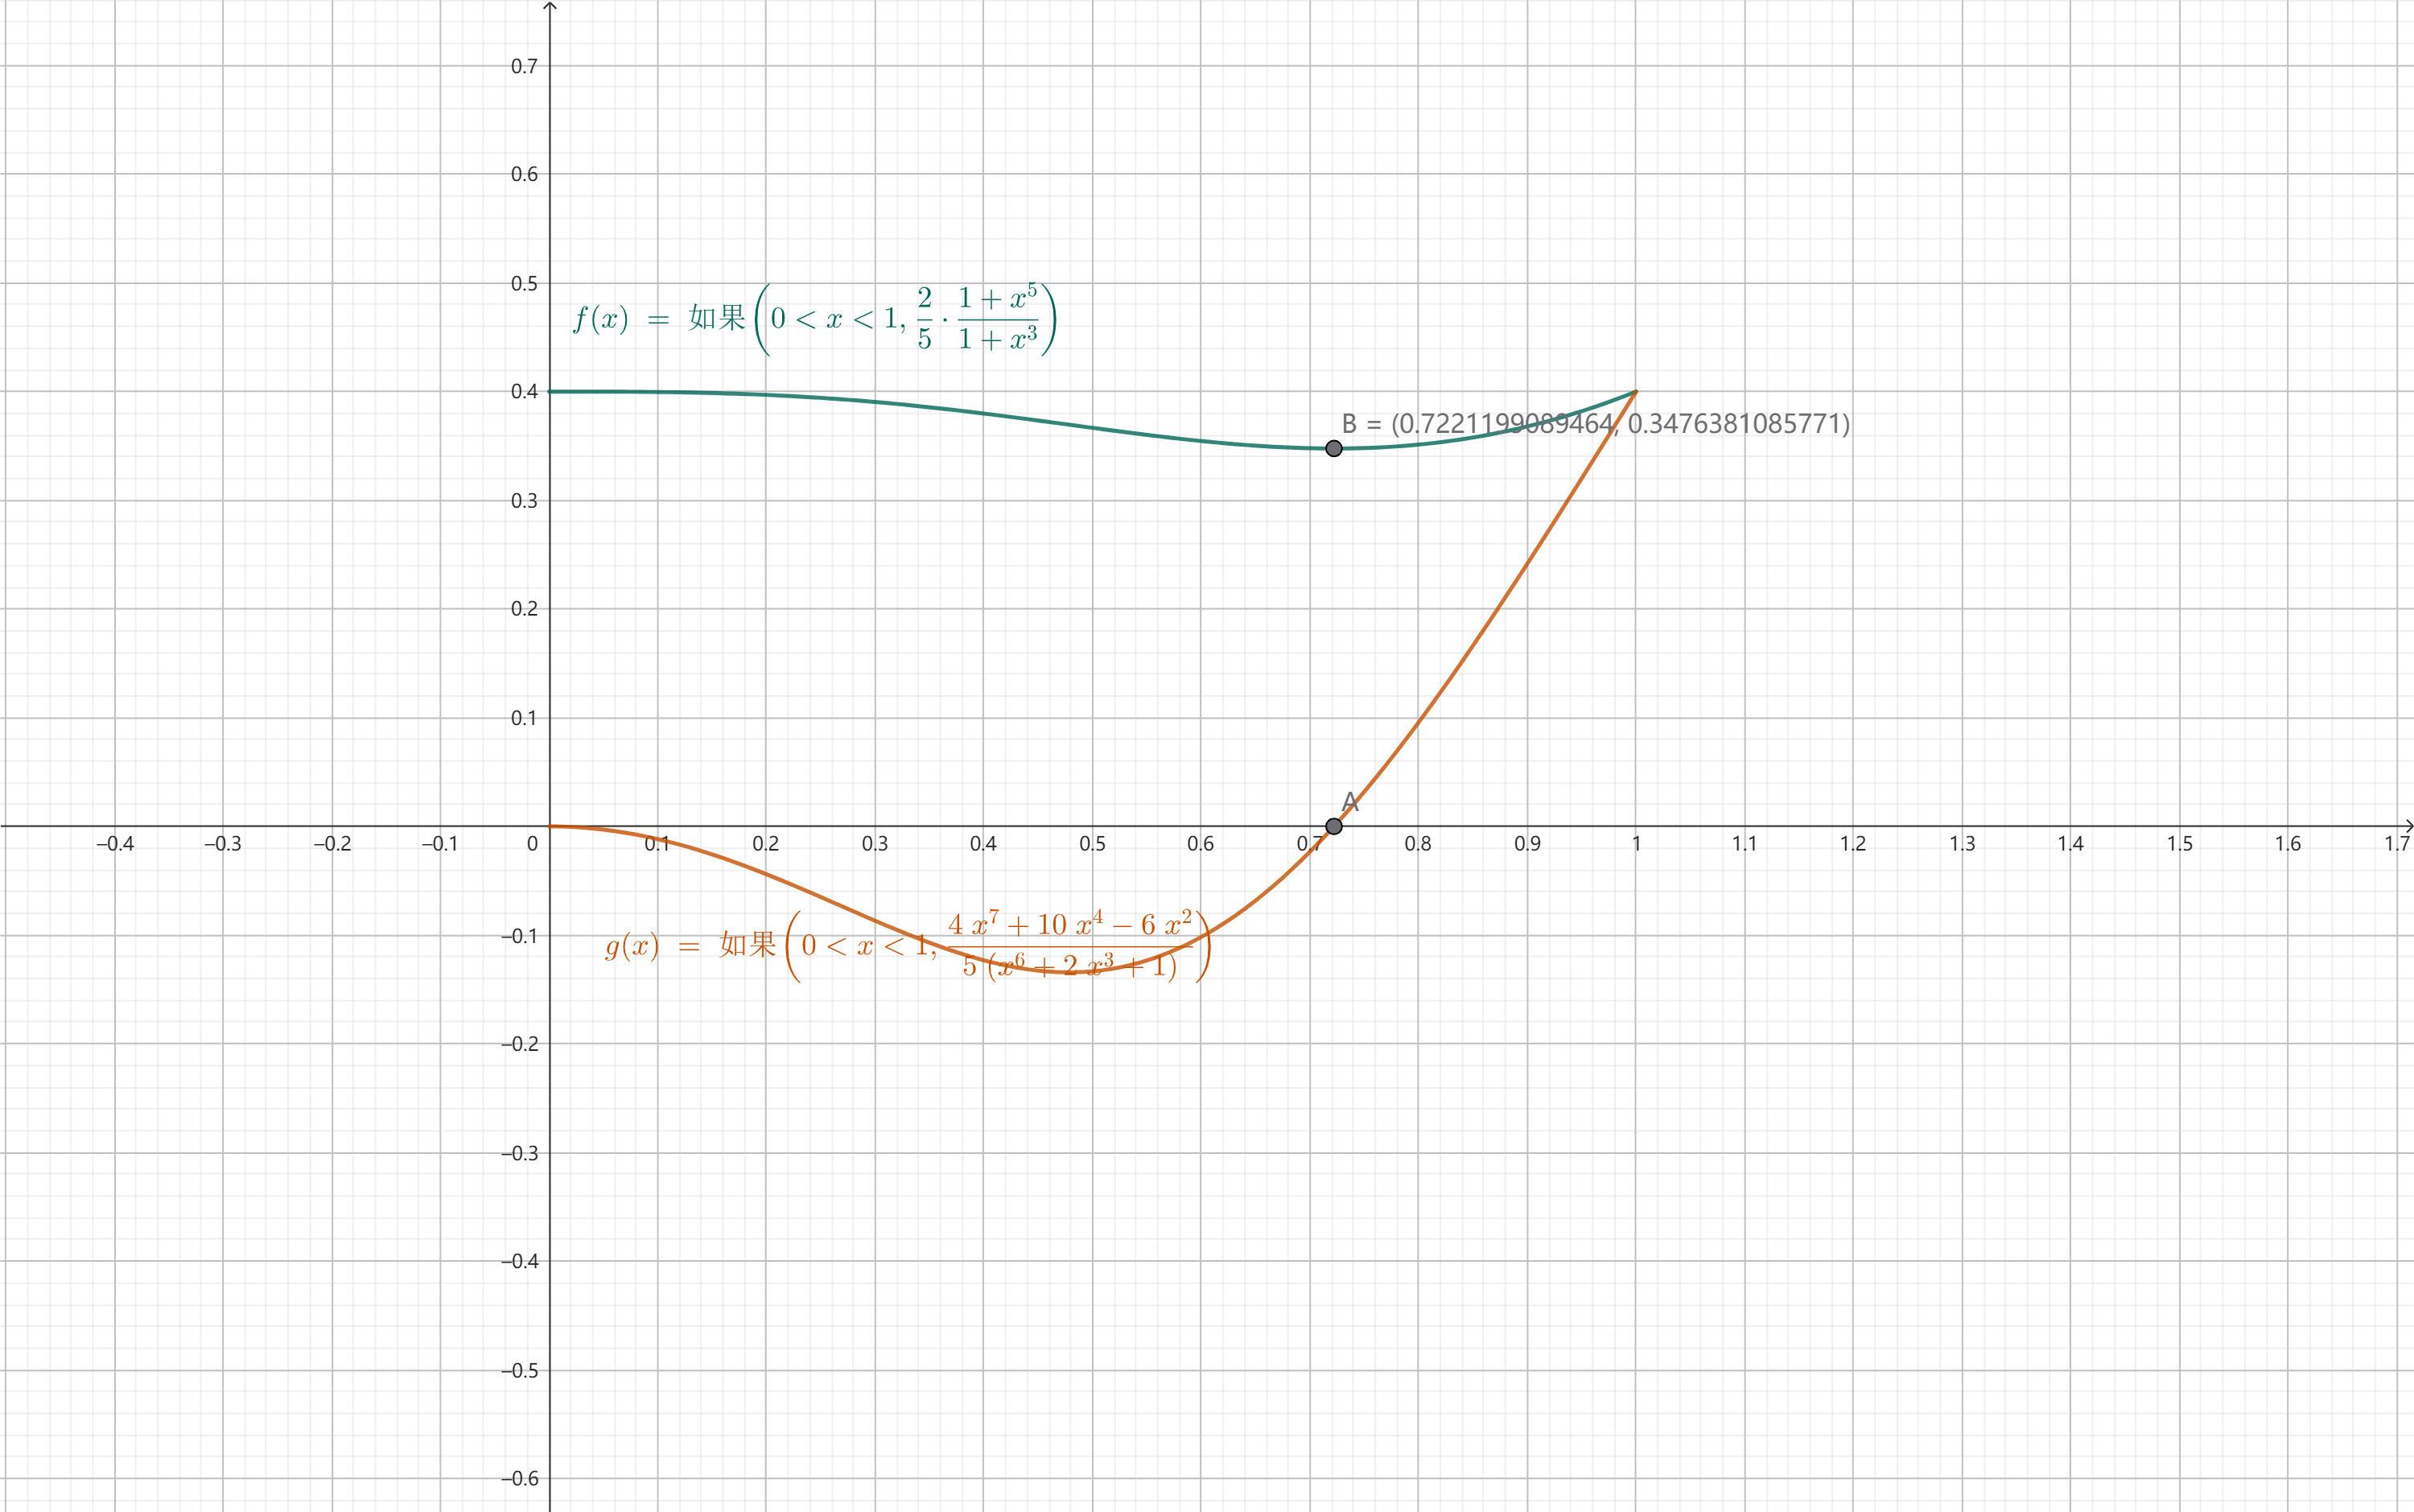 0.7
0.6
0.5
f(x) = 如果(0 < x < 1, 2/5 · (1 + x^5)/(1 + x^3))
0.4
B = (0.7221199089464, 0.3476381085771)
0.3
0.2
0.1
A
–0.4 –0.3 –0.2 –0.1 0 0.1 0.2 0.3 0.4 0.5 0.6 0.7 0.8 0.9 1 1.1 1.2 1.3 1.4 1.5 1.6 1.7
–0.1
g(x) = 如果(0 < x < 1, (4 x^7 + 10 x^4 − 6 x^2)/(5 (x^6 + 2 x^3 + 1)))
–0.2
–0.3
–0.4
–0.5
–0.6